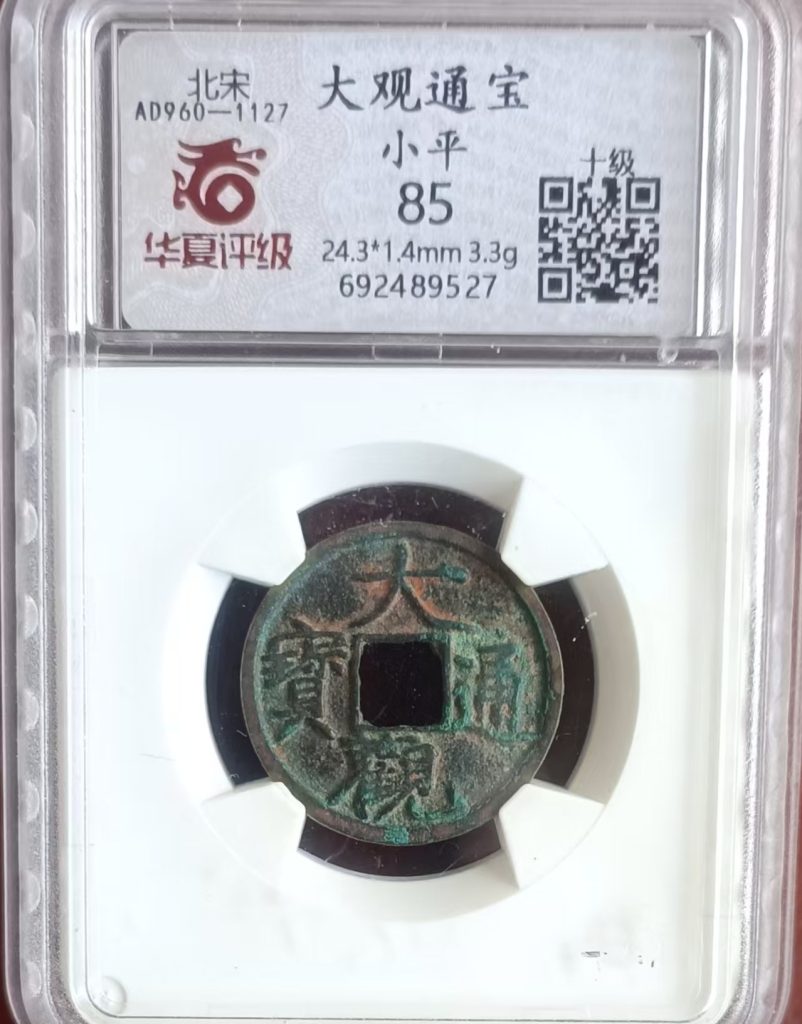 北宋
AD960—1127
华夏评级
大观通宝
小平
85
24.3*1.4mm 3.3g
692489527
十级
大
觀
通
寶